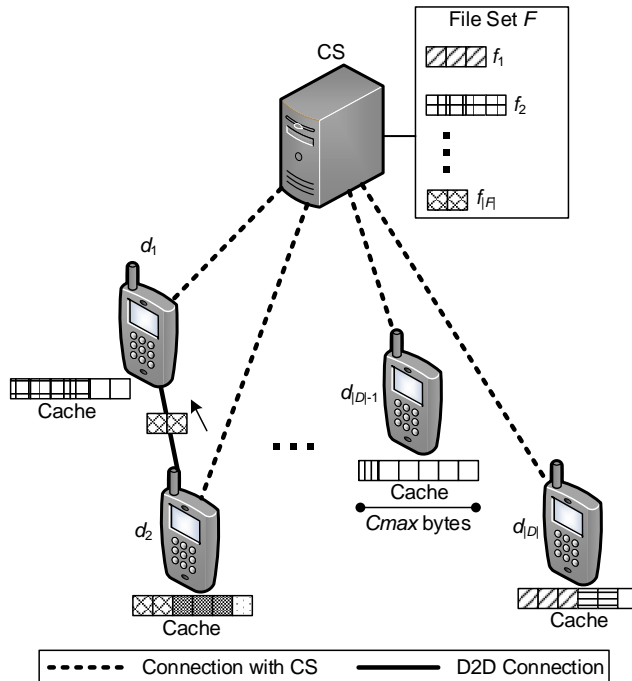 File Set F
CS
f1
f2
f|F|
d1
Cache
d2
Cache
d|D|-1
Cache
Cmax bytes
d|D|
Cache
Connection with CS
D2D Connection